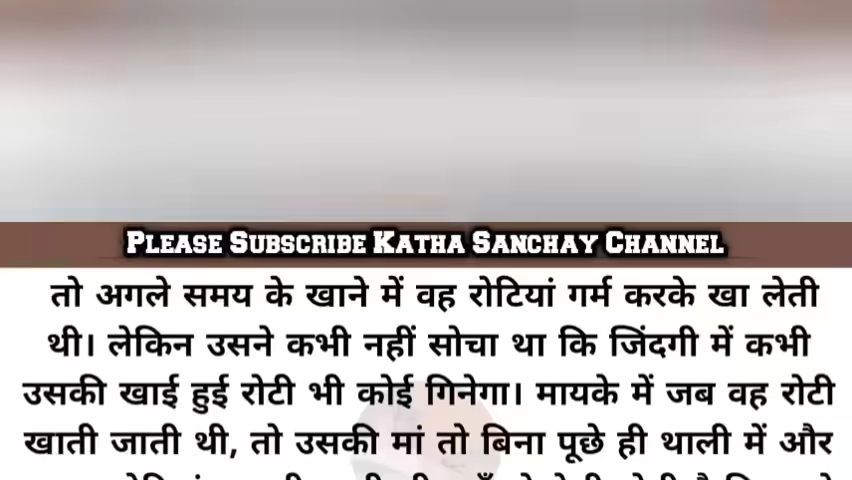 PLEASE SUBSCRIBE KATHA SANCHAY CHANNEL
तो अगले समय के खाने में वह रोटियां गर्म करके खा लेती
थी। लेकिन उसने कभी नहीं सोचा था कि जिंदगी में कभी
उसकी खाई हुई रोटी भी कोई गिनेगा। मायके में जब वह रोटी
खाती जाती थी, तो उसकी मां तो बिना पूछे ही थाली में और